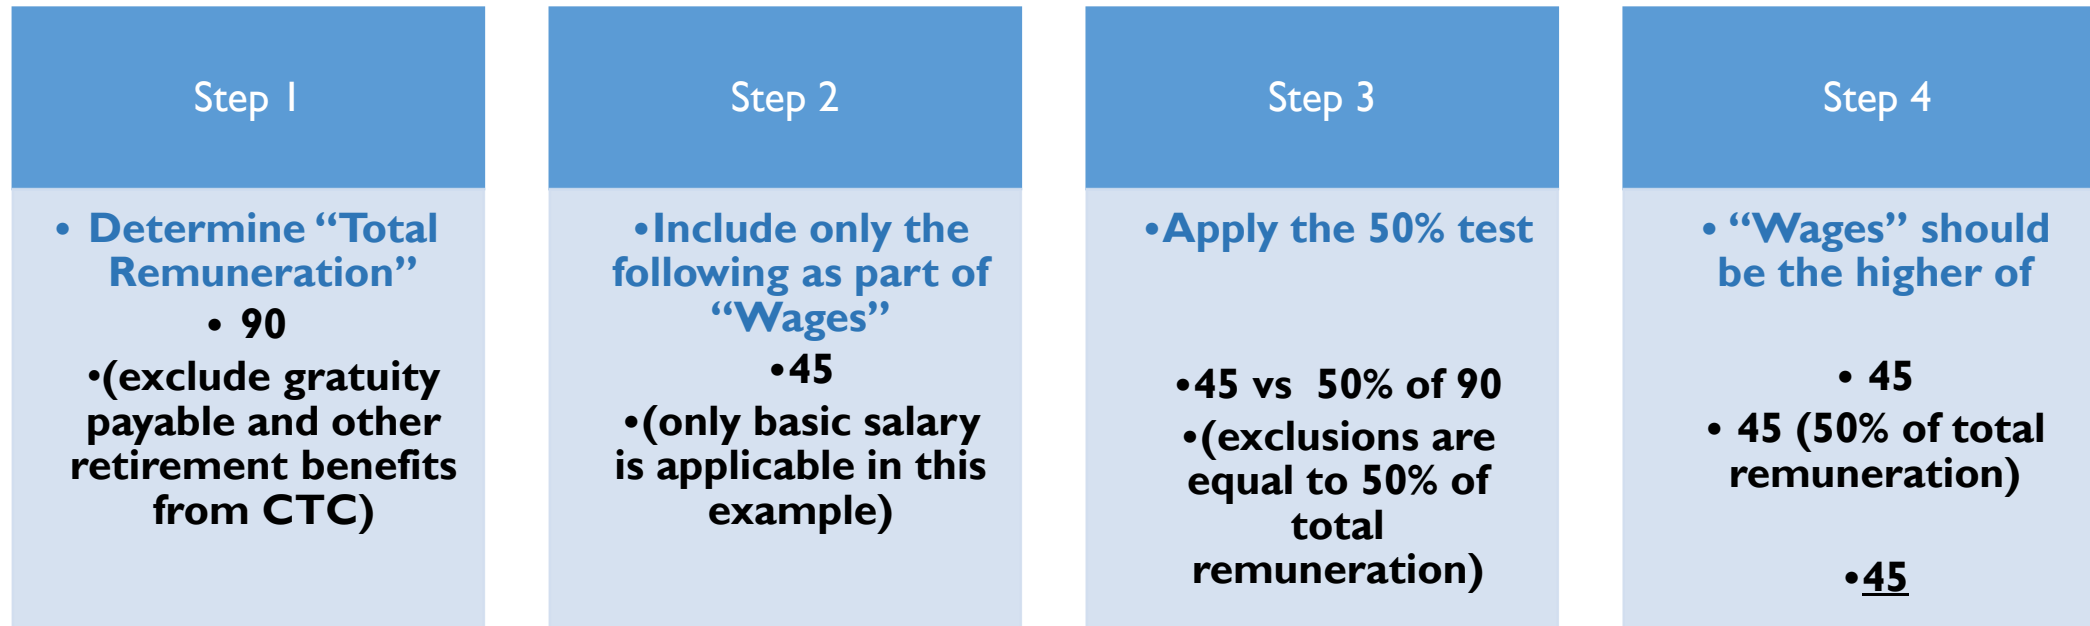 Step 1
• Determine “Total
Remuneration”
• 90
•(exclude gratuity
payable and other
retirement benefits
from CTC)
Step 2
•Include only the
following as part of
“Wages”
•45
•(only basic salary
is applicable in this
example)
Step 3
•Apply the 50% test
•45 vs 50% of 90
•(exclusions are
equal to 50% of
total
remuneration)
Step 4
• “Wages” should
be the higher of
• 45
• 45 (50% of total
remuneration)
•45